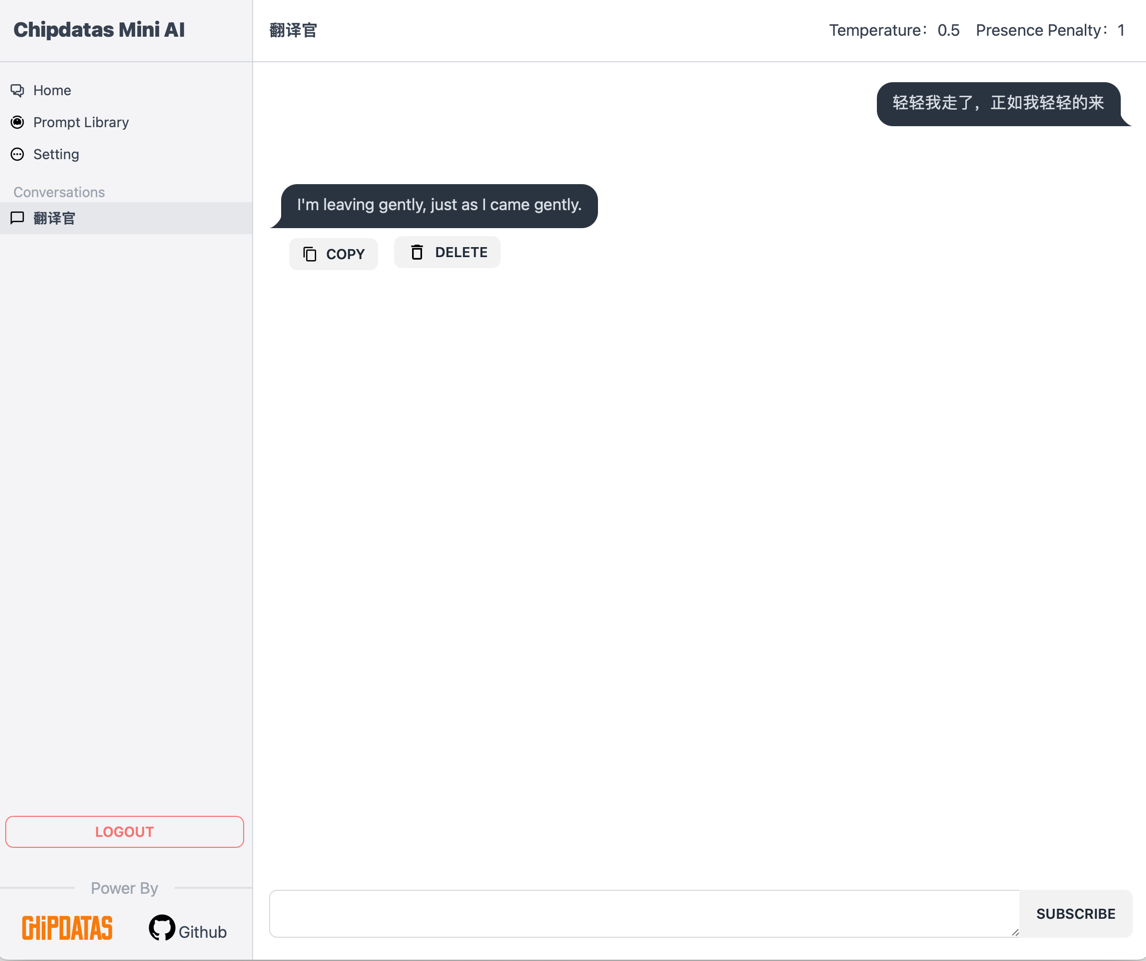 Chipdatas Mini AI
翻译官
Temperature：0.5 Presence Penalty：1
Home
Prompt Library
Setting
Conversations
翻译官
轻轻我走了，正如我轻轻的来
I'm leaving gently, just as I came gently.
COPY
DELETE
LOGOUT
Power By
CHIPDATAS
Github
SUBSCRIBE